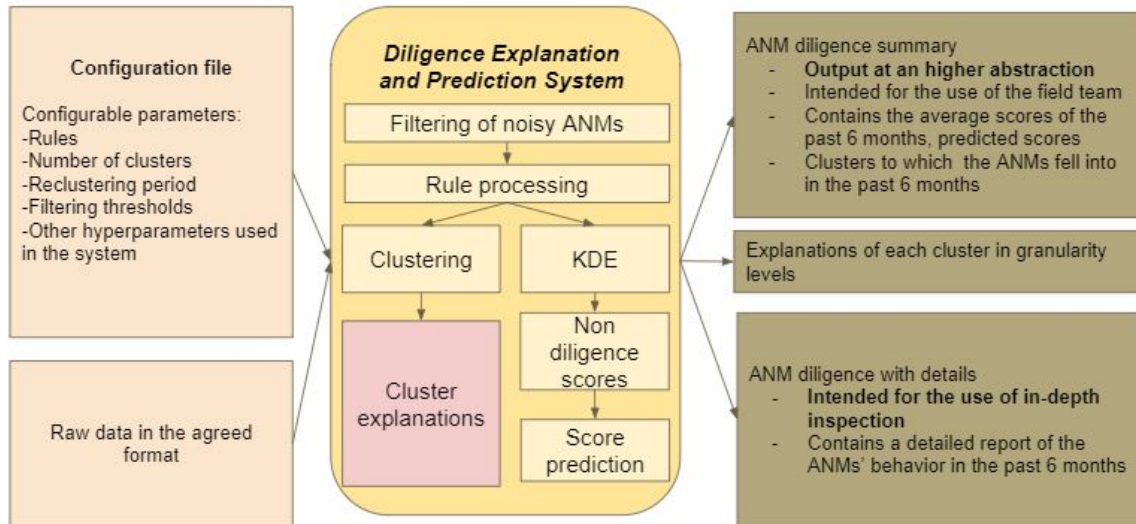 Configuration file
Configurable parameters:
-Rules
-Number of clusters
-Reclustering period
-Filtering thresholds
-Other hyperparameters used
in the system
Raw data in the agreed
format
Diligence Explanation
and Prediction System
Filtering of noisy ANMs
Rule processing
Clustering
KDE
Cluster
explanations
Non
diligence
scores
Score
prediction
ANM diligence summary
- Output at an higher abstraction
- Intended for the use of the field team
- Contains the average scores of the
past 6 months, predicted scores
- Clusters to which the ANMs fell into
in the past 6 months
Explanations of each cluster in granularity
levels
ANM diligence with details
- Intended for the use of in-depth
inspection
- Contains a detailed report of the
ANMs' behavior in the past 6 months